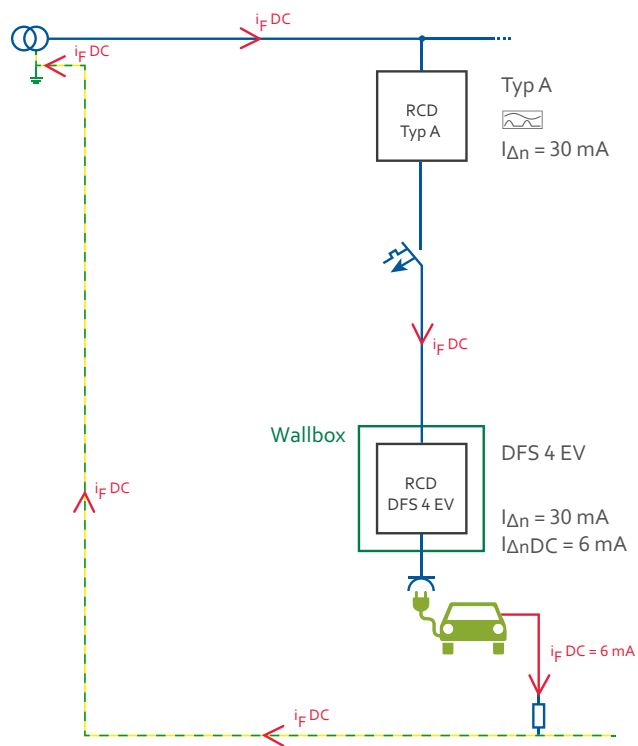 iF DC
iF DC
RCD
Typ A
Typ A
IΔn = 30 mA
iF DC
Wallbox
RCD
DFS 4 EV
DFS 4 EV
IΔn = 30 mA
IΔnDC = 6 mA
iF DC
iF DC = 6 mA
iF DC